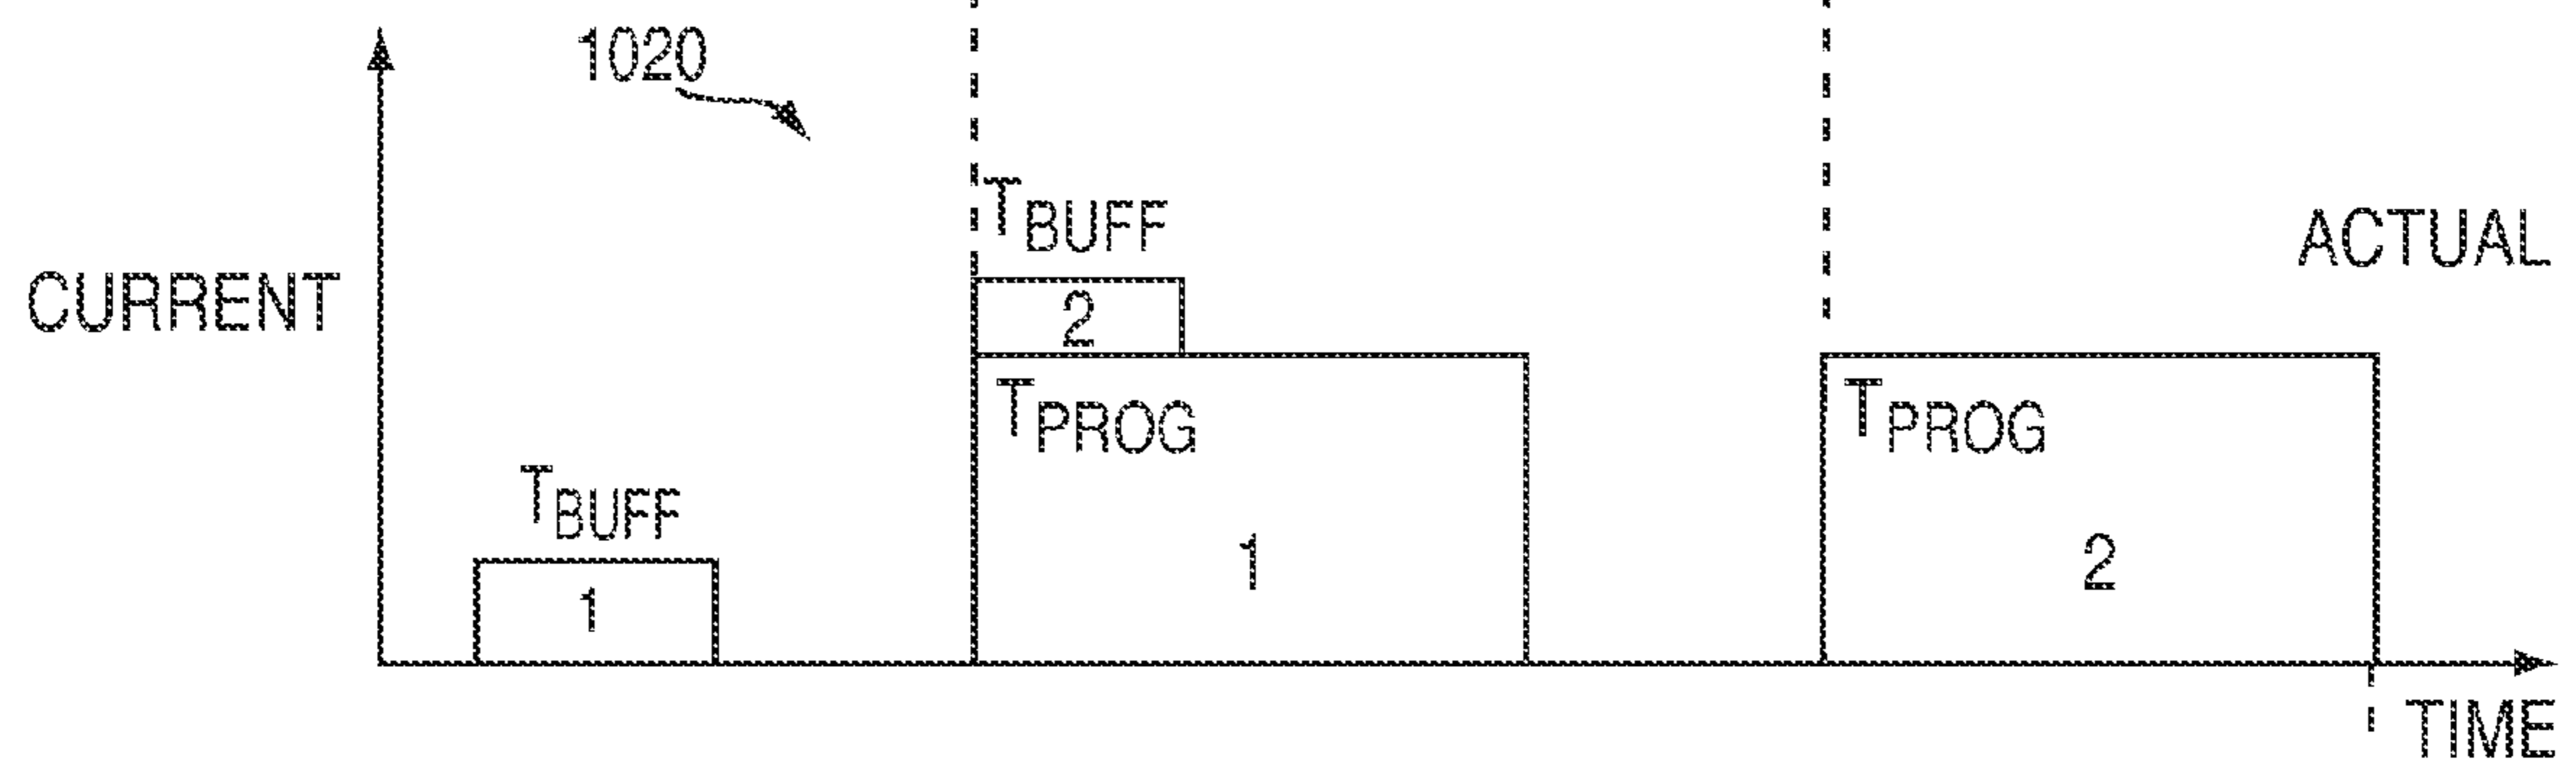 1020
TBUFF
ACTUAL
CURRENT
2
TPROG
TPROG
TBUFF
1
2
1
TIME